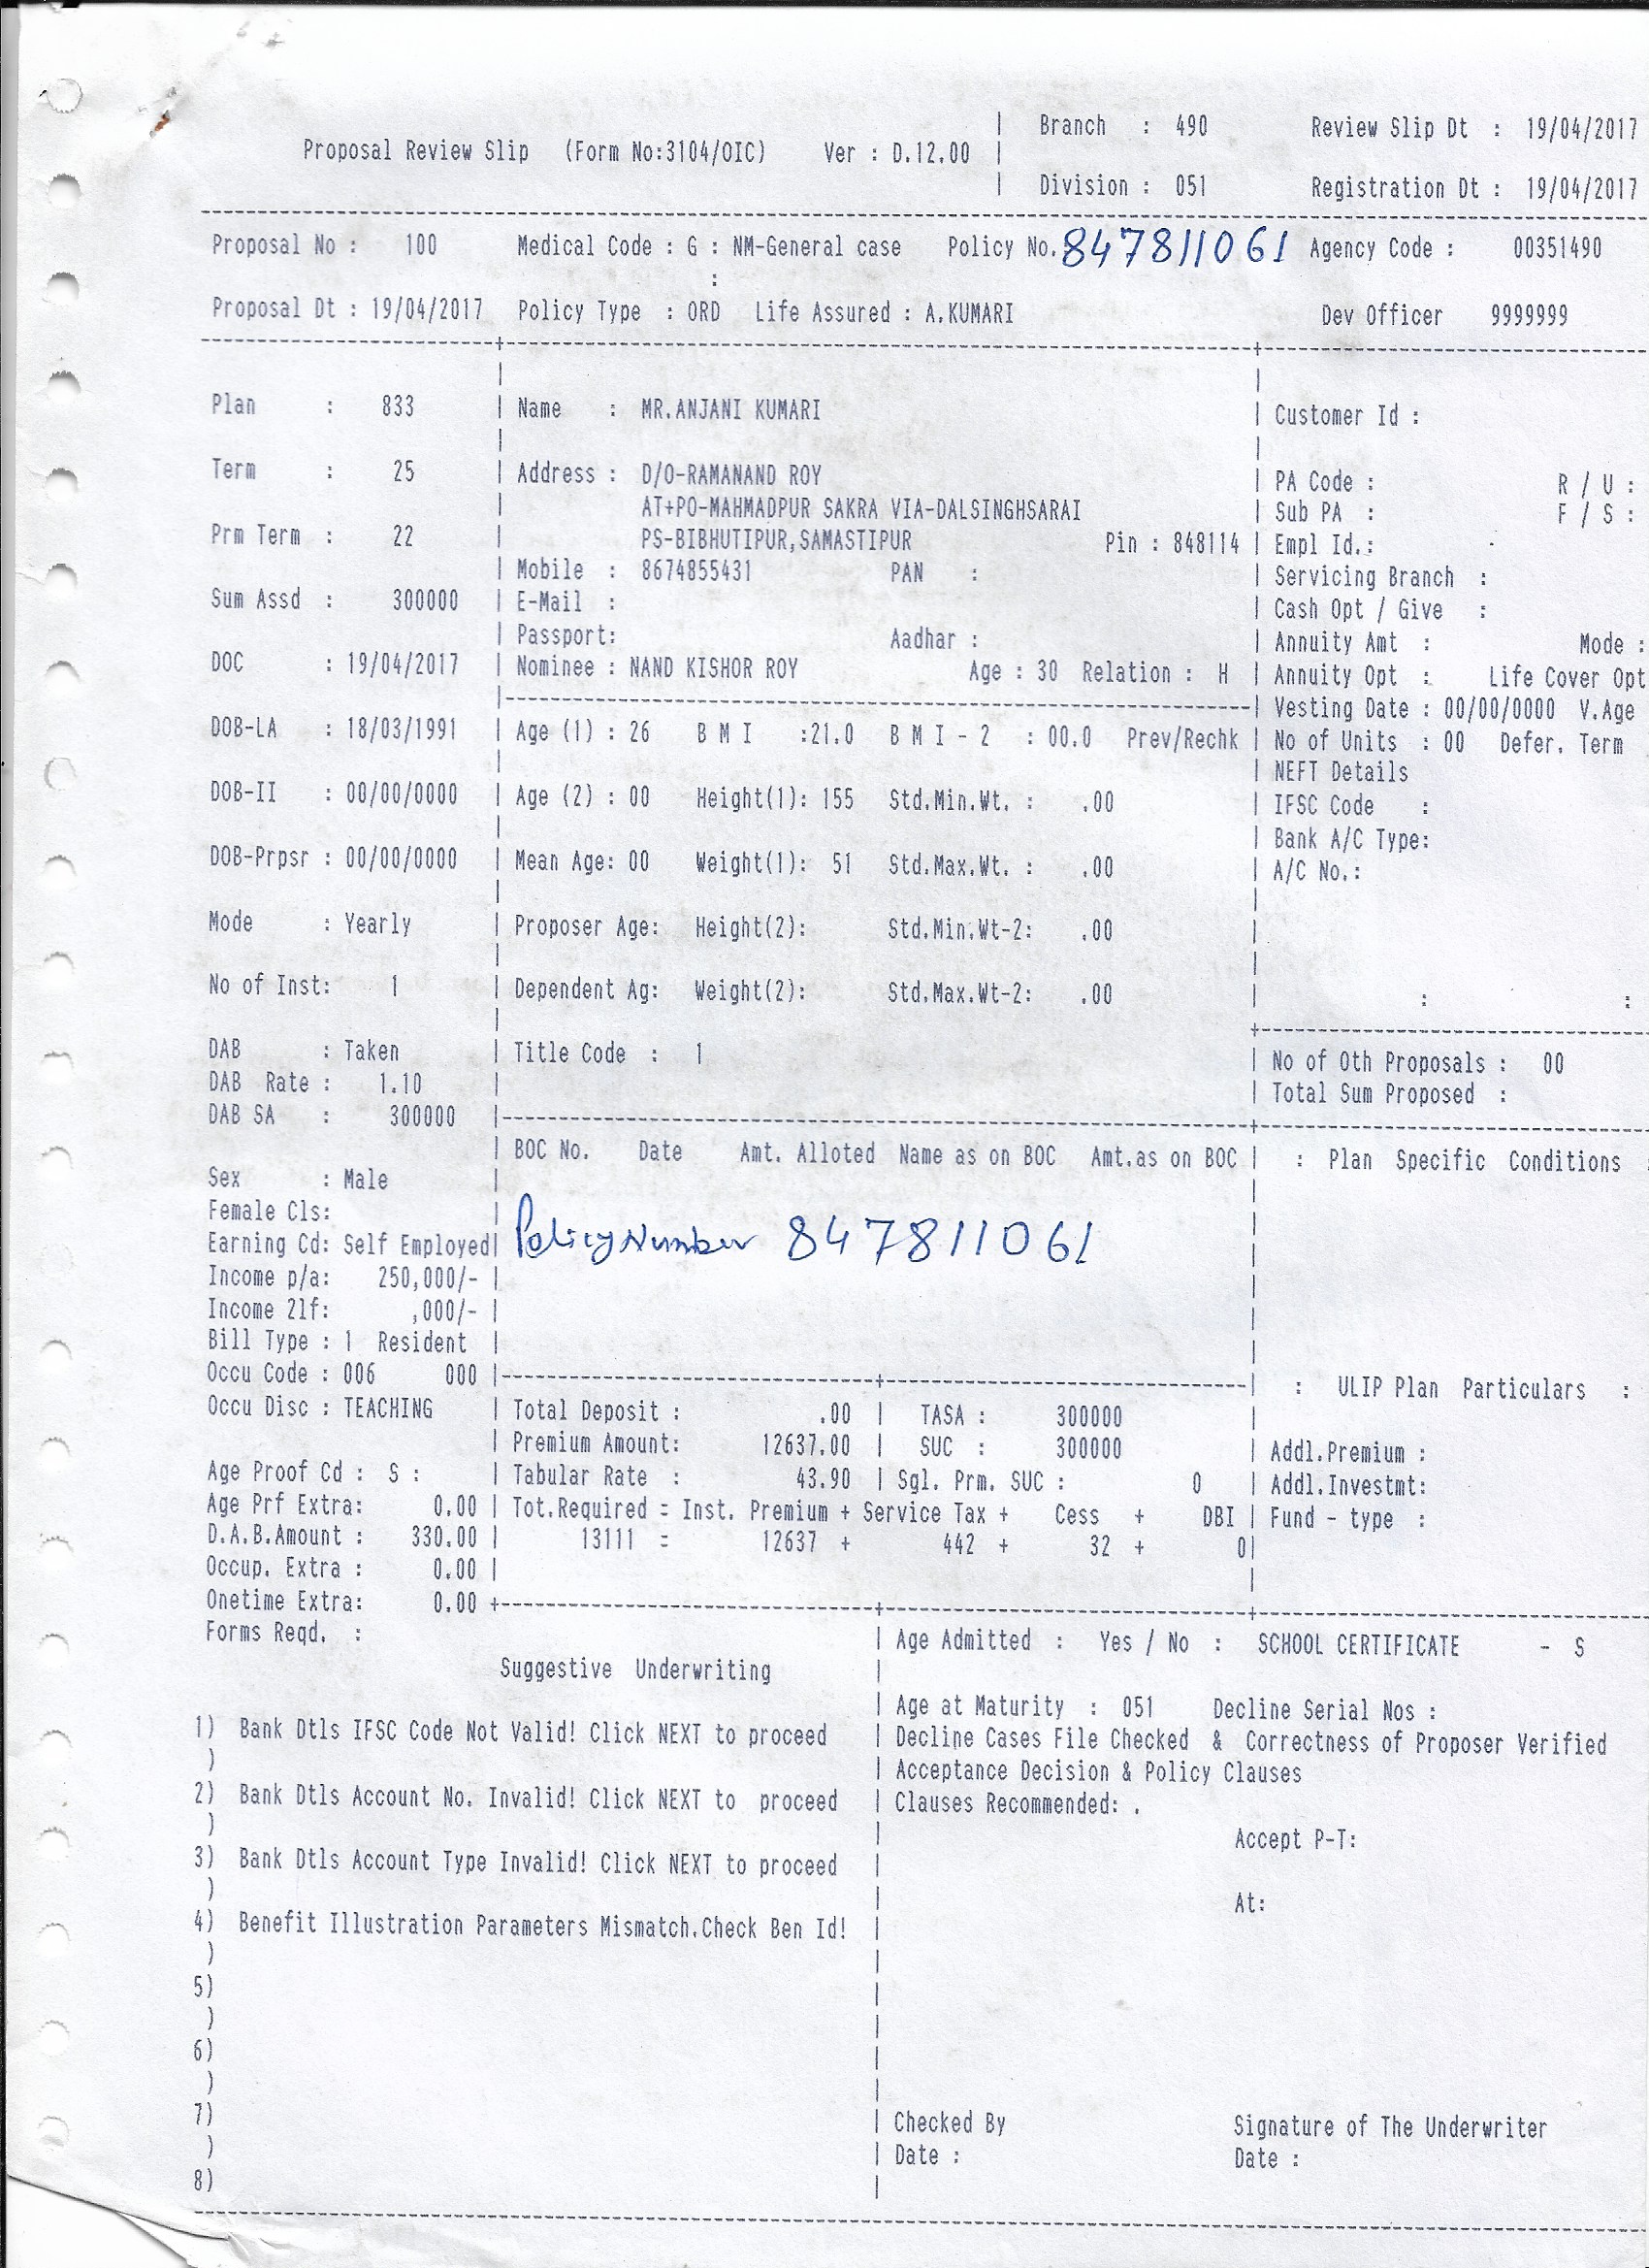 Branch : 490 Review Slip Dt : 19/04/2017
Proposal Review Slip (Form No:3104/OIC) Ver : D.12.00
Division : 051 Registration Dt : 19/04/2017
Proposal No : 100 Medical Code : G : NM-General case Policy No. 847811061 Agency Code : 00351490
:
Proposal Dt : 19/04/2017 Policy Type : ORD Life Assured : A.KUMARI Dev Officer 9999999
Plan : 833 Name : MR.ANJANI KUMARI Customer Id :
Term : 25 Address : D/O-RAMANAND ROY PA Code : R / U :
AT+PO-MAHMADPUR SAKRA VIA-DALSINGHSARAI Sub PA : F / S :
Prm Term : 22 PS-BIBHUTIPUR,SAMASTIPUR Pin : 848114 Empl Id.:
Mobile : 8674855431 PAN : Servicing Branch :
Sum Assd : 300000 E-Mail : Cash Opt / Give :
Passport: Aadhar : Annuity Amt : Mode :
DOC : 19/04/2017 Nominee : NAND KISHOR ROY Age : 30 Relation : H Annuity Opt : Life Cover Opt
Vesting Date : 00/00/0000 V.Age
DOB-LA : 18/03/1991 Age (1) : 26 B M I :21.0 B M I - 2 : 00.0 Prev/Rechk No of Units : 00 Defer. Term
NEFT Details
DOB-II : 00/00/0000 Age (2) : 00 Height(1): 155 Std.Min.Wt. : .00 IFSC Code :
Bank A/C Type:
DOB-Prpsr : 00/00/0000 Mean Age: 00 Weight(1): 51 Std.Max.Wt. : .00 A/C No.:
Mode : Yearly Proposer Age: Height(2): Std.Min.Wt-2: .00
No of Inst: 1 Dependent Ag: Weight(2): Std.Max.Wt-2: .00 : :
DAB : Taken Title Code : 1 No of Oth Proposals : 00
DAB Rate : 1.10 Total Sum Proposed :
DAB SA : 300000
BOC No. Date Amt. Alloted Name as on BOC Amt.as on BOC : Plan Specific Conditions :
Sex : Male
Female Cls:
Earning Cd: Self Employed Policy Number 847811061
Income p/a: 250,000/-
Income 2lf: ,000/-
Bill Type : 1 Resident
Occu Code : 006 000 : ULIP Plan Particulars :
Occu Disc : TEACHING Total Deposit : .00 TASA : 300000
Premium Amount: 12637.00 SUC : 300000 Addl.Premium :
Age Proof Cd : S : Tabular Rate : 43.90 Sgl. Prm. SUC : 0 Addl.Investmt:
Age Prf Extra: 0.00 Tot.Required = Inst. Premium + Service Tax + Cess + DBI Fund - type :
D.A.B.Amount : 330.00 13111 = 12637 + 442 + 32 + 0
Occup. Extra : 0.00
Onetime Extra: 0.00
Forms Reqd. : Age Admitted : Yes / No : SCHOOL CERTIFICATE - S
Suggestive Underwriting
Age at Maturity : 051 Decline Serial Nos :
1) Bank Dtls IFSC Code Not Valid! Click NEXT to proceed Decline Cases File Checked & Correctness of Proposer Verified
) Acceptance Decision & Policy Clauses
2) Bank Dtls Account No. Invalid! Click NEXT to proceed Clauses Recommended: .
) Accept P-T:
3) Bank Dtls Account Type Invalid! Click NEXT to proceed
) At:
4) Benefit Illustration Parameters Mismatch.Check Ben Id!
)
5)
)
6)
)
7) Checked By Signature of The Underwriter
) Date : Date :
8)